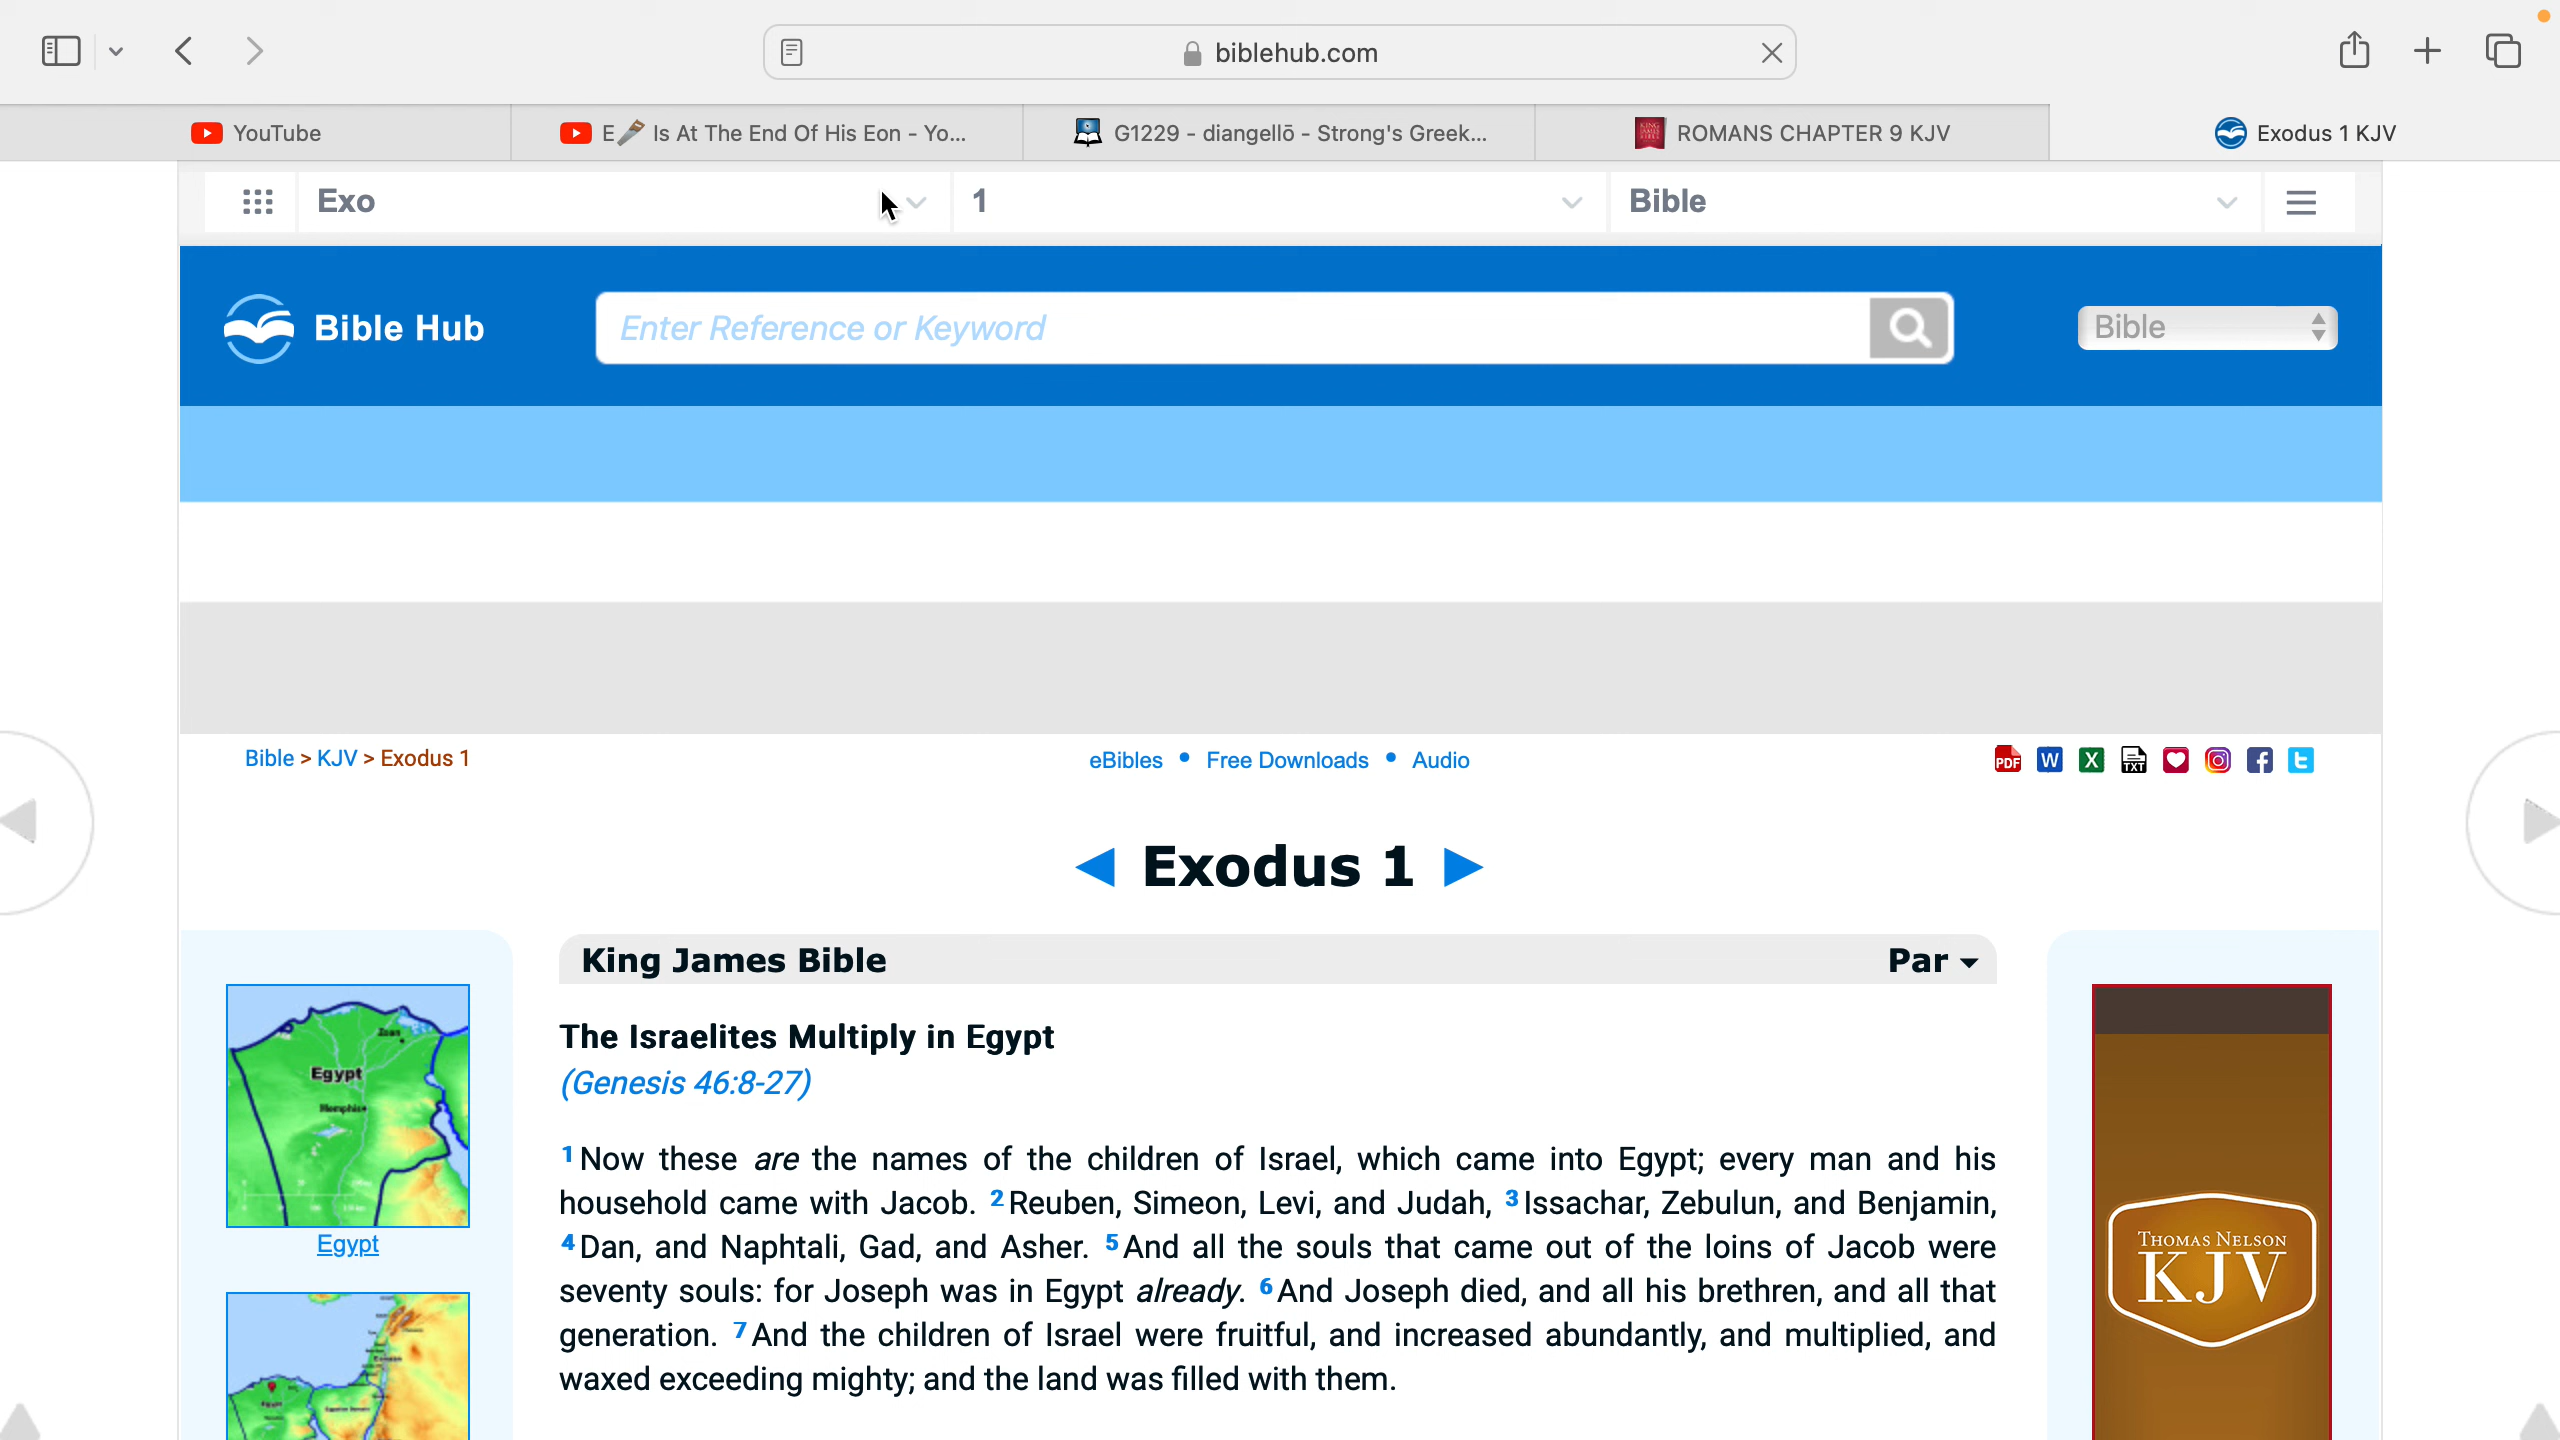 biblehub.com
YouTube
E🪚 Is At The End Of His Eon - Yo...
G1229 - diangellō - Strong's Greek...
ROMANS CHAPTER 9 KJV
Exodus 1 KJV
Exo
1
Bible
Bible Hub
Enter Reference or Keyword
Bible
Bible > KJV > Exodus 1
eBibles • Free Downloads • Audio
PDF W X TXT
◄ Exodus 1 ►
King James Bible
Par ▾
The Israelites Multiply in Egypt
(Genesis 46:8-27)
1 Now these are the names of the children of Israel, which came into Egypt; every man and his
household came with Jacob. 2 Reuben, Simeon, Levi, and Judah, 3 Issachar, Zebulun, and Benjamin,
4 Dan, and Naphtali, Gad, and Asher. 5 And all the souls that came out of the loins of Jacob were
seventy souls: for Joseph was in Egypt already. 6 And Joseph died, and all his brethren, and all that
generation. 7 And the children of Israel were fruitful, and increased abundantly, and multiplied, and
waxed exceeding mighty; and the land was filled with them.
Zoan
Egypt
Memphis
Egypt
THOMAS NELSON
KJV